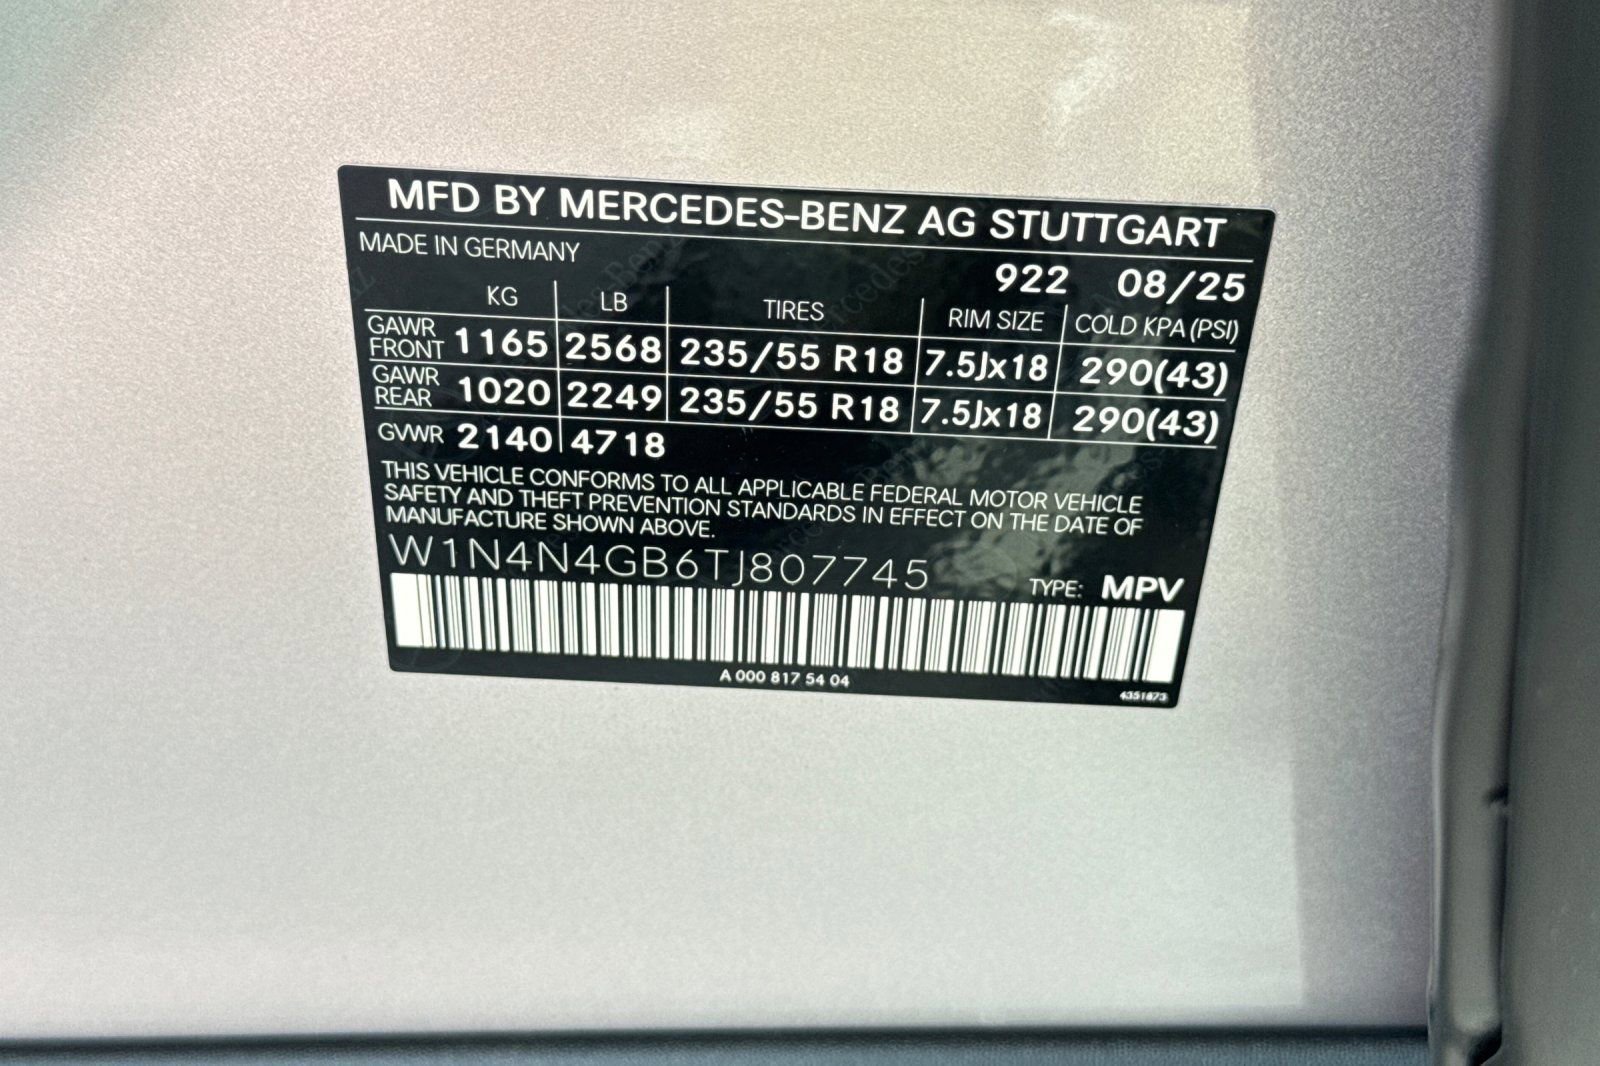 MFD BY MERCEDES-BENZ AG STUTTGART
MADE IN GERMANY
922 08/25
KG LB TIRES RIM SIZE COLD KPA (PSI)
GAWR FRONT 1165 2568 235/55 R18 7.5Jx18 290(43)
GAWR REAR 1020 2249 235/55 R18 7.5Jx18 290(43)
GVWR 2140 4718
THIS VEHICLE CONFORMS TO ALL APPLICABLE FEDERAL MOTOR VEHICLE
SAFETY AND THEFT PREVENTION STANDARDS IN EFFECT ON THE DATE OF
MANUFACTURE SHOWN ABOVE.
W1N4N4GB6TJ807745
TYPE: MPV
A 000 817 54 04
4351873